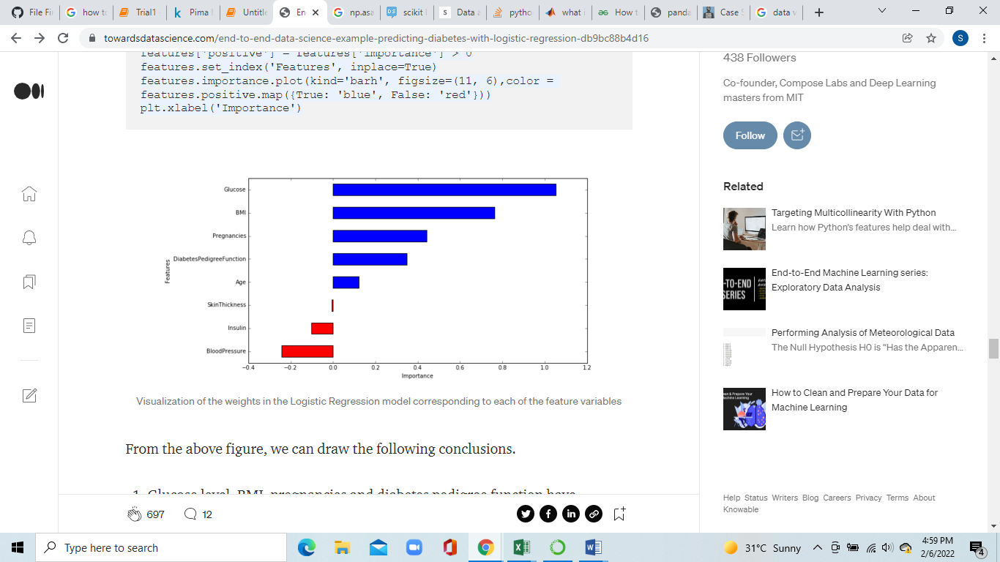 File Fi
how to
Trial1
Pima
Untitle
En
np.asa
scikit
Data a
pytho
what i
How t
panda
Case S
data v
towardsdatascience.com/end-to-end-data-science-example-predicting-diabetes-with-logistic-regression-db9bc88b4d16
S
features['positive'] = features['importance'] > 0
features.set_index('Features', inplace=True)
features.importance.plot(kind='barh', figsize=(11, 6),color =
features.positive.map({True: 'blue', False: 'red'}))
plt.xlabel('Importance')
Features
Glucose
BMI
Pregnancies
DiabetesPedigreeFunction
Age
SkinThickness
Insulin
BloodPressure
−0.4 −0.2 0.0 0.2 0.4 0.6 0.8 1.0 1.2
Importance
Visualization of the weights in the Logistic Regression model corresponding to each of the feature variables
From the above figure, we can draw the following conclusions.
1. Glucose level, BMI, pregnancies and diabetes pedigree function have
697 12
438 Followers
Co-founder, Compose Labs and Deep Learning
masters from MIT
Follow
Related
Targeting Multicollinearity With Python
Learn how Python's features help deal with...
End-to-End Machine Learning series:
Exploratory Data Analysis
-TO-END
SERIES
Performing Analysis of Meteorological Data
The Null Hypothesis H0 is "Has the Apparen...
How to Clean and Prepare Your Data for
Machine Learning
Help Status Writers Blog Careers Privacy Terms About
Knowable
Type here to search
31°C Sunny
4:59 PM
2/6/2022
4